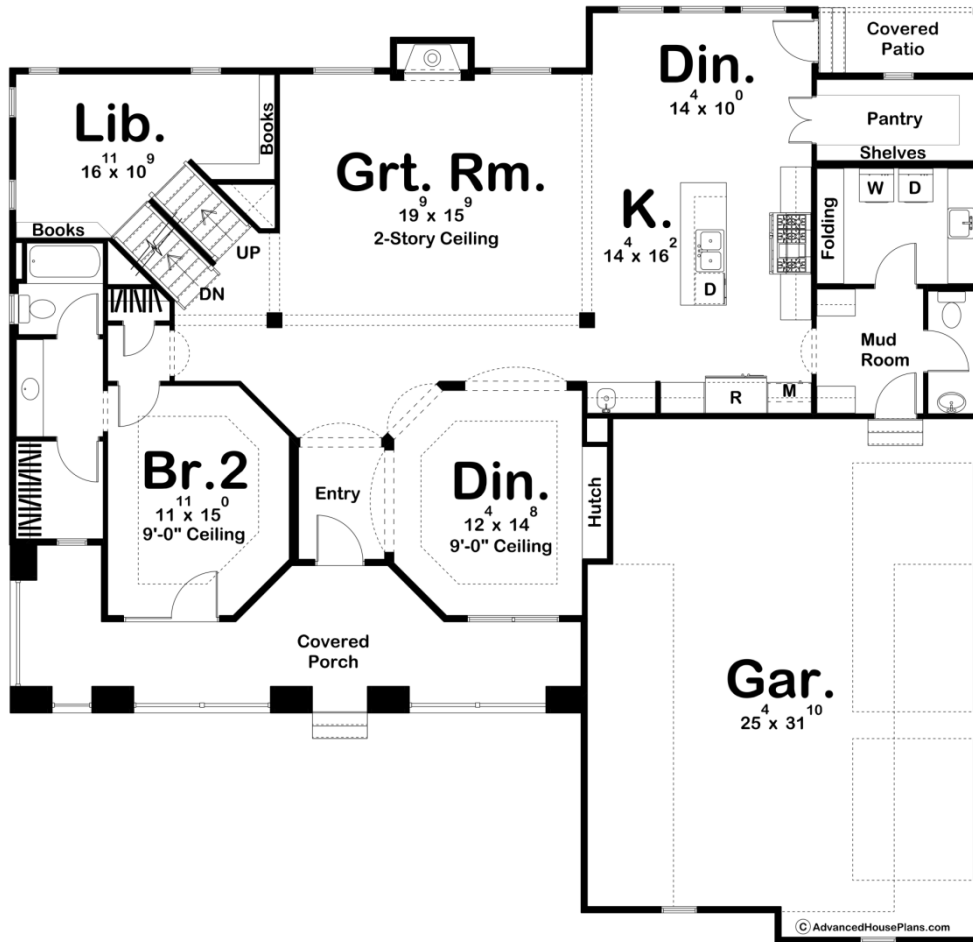 Covered
Patio
Din.
14⁴ x 10⁰
Pantry
Shelves
Lib.
16¹¹ x 10⁹
Books
Books
Grt. Rm.
19⁹ x 15⁹
2-Story Ceiling
K.
14⁴ x 16²
W
D
Folding
UP
DN
D
Mud
Room
R
M
Br.2
11¹¹ x 15⁰
9'-0" Ceiling
Entry
Din.
12⁴ x 14⁸
9'-0" Ceiling
Hutch
Covered
Porch
Gar.
25⁴ x 31¹⁰
© AdvancedHousePlans.com